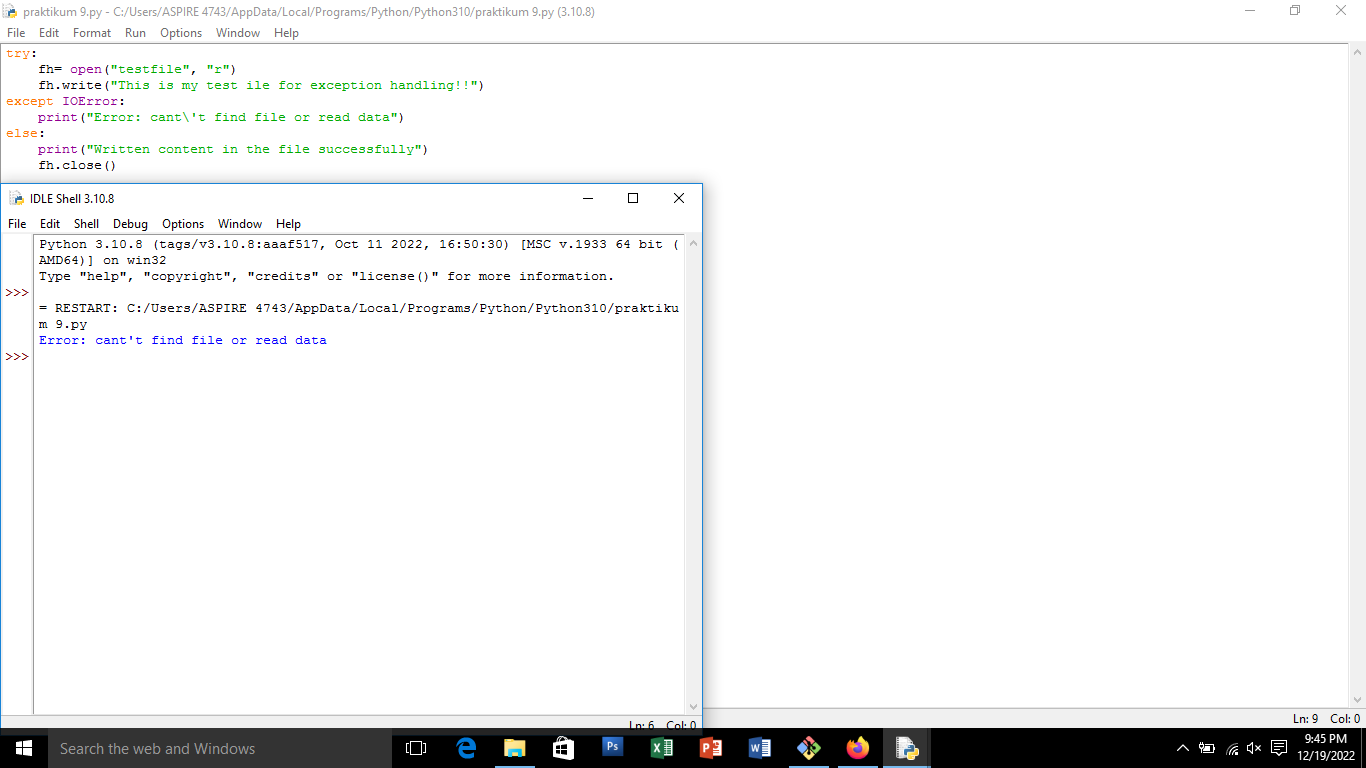 praktikum 9.py - C:/Users/ASPIRE 4743/AppData/Local/Programs/Python/Python310/praktikum 9.py (3.10.8)
File Edit Format Run Options Window Help
try:
    fh= open("testfile", "r")
    fh.write("This is my test ile for exception handling!!")
except IOError:
    print("Error: cant\'t find file or read data")
else:
    print("Written content in the file successfully")
    fh.close()
IDLE Shell 3.10.8
File Edit Shell Debug Options Window Help
Python 3.10.8 (tags/v3.10.8:aaaf517, Oct 11 2022, 16:50:30) [MSC v.1933 64 bit (
AMD64)] on win32
Type "help", "copyright", "credits" or "license()" for more information.
>>>
= RESTART: C:/Users/ASPIRE 4743/AppData/Local/Programs/Python/Python310/praktiku
m 9.py
Error: cant't find file or read data
>>>
Ln: 6 Col: 0
Ln: 9 Col: 0
Search the web and Windows
Ps
9:45 PM
12/19/2022